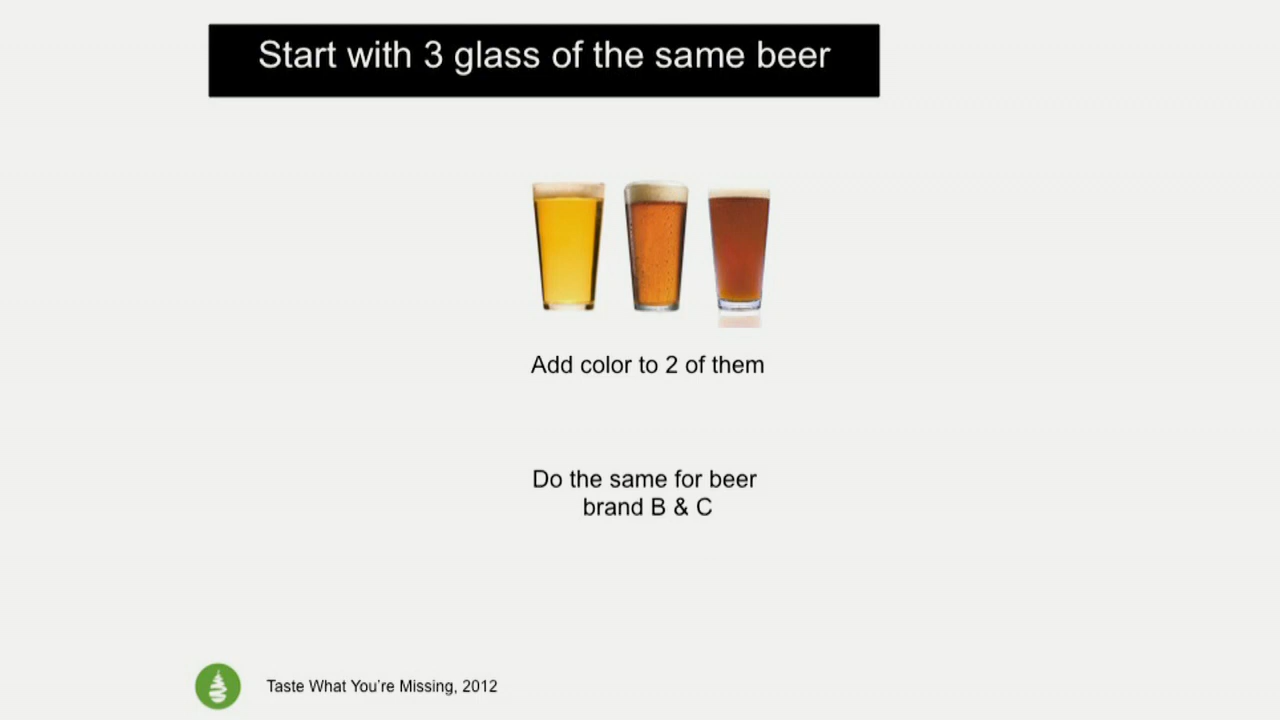 Start with 3 glass of the same beer
Add color to 2 of them
Do the same for beer
brand B & C
Taste What You're Missing, 2012